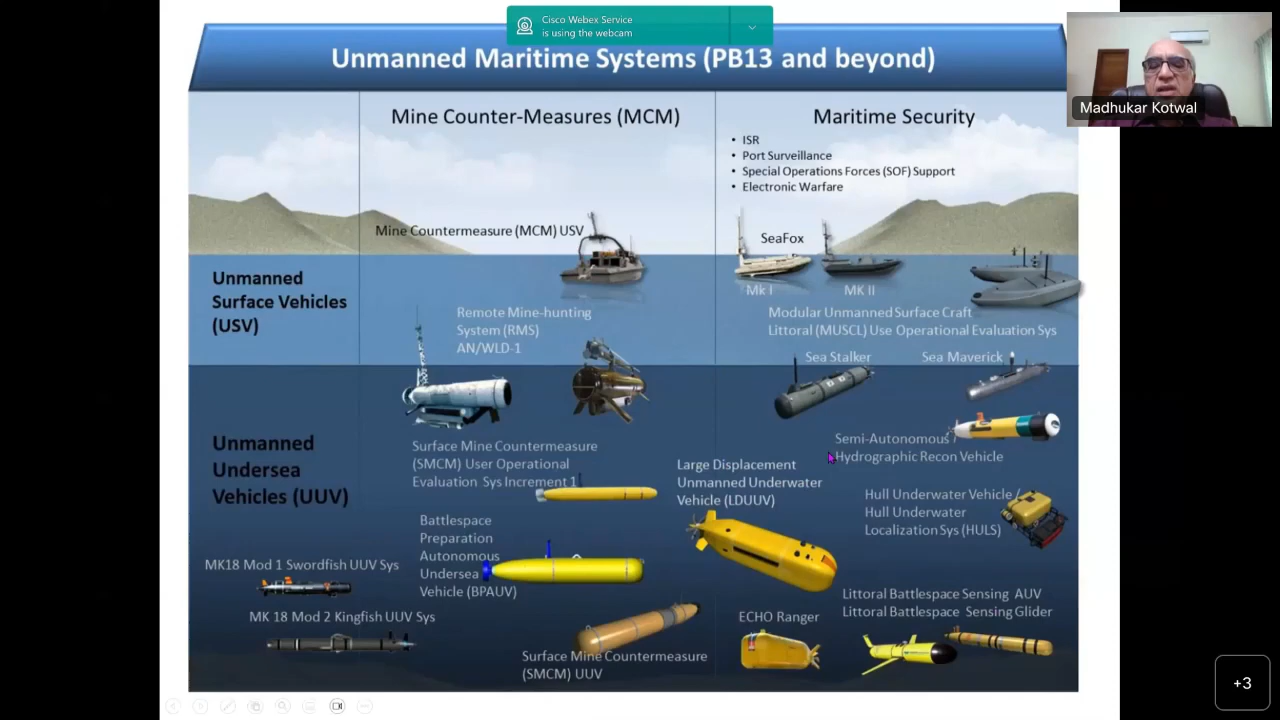 Cisco Webex Service
is using the webcam
Unmanned Maritime Systems (PB13 and beyond)
Madhukar Kotwal
Mine Counter-Measures (MCM)
Maritime Security
• ISR
• Port Surveillance
• Special Operations Forces (SOF) Support
• Electronic Warfare
Mine Countermeasure (MCM) USV
SeaFox
Mk I
MK II
Unmanned
Surface Vehicles
(USV)
Remote Mine-hunting
System (RMS)
AN/WLD-1
Modular Unmanned Surface Craft
Littoral (MUSCL) Use Operational Evaluation Sys
Sea Stalker
Sea Maverick
Unmanned
Undersea
Vehicles (UUV)
Surface Mine Countermeasure
(SMCM) User Operational
Evaluation Sys Increment 1
Semi-Autonomous
Hydrographic Recon Vehicle
Large Displacement
Unmanned Underwater
Vehicle (LDUUV)
Hull Underwater Vehicle /
Hull Underwater
Localization Sys (HULS)
Battlespace
Preparation
Autonomous
Undersea
Vehicle (BPAUV)
MK18 Mod 1 Swordfish UUV Sys
MK 18 Mod 2 Kingfish UUV Sys
Littoral Battlespace Sensing AUV
Littoral Battlespace Sensing Glider
ECHO Ranger
Surface Mine Countermeasure
(SMCM) UUV
+3